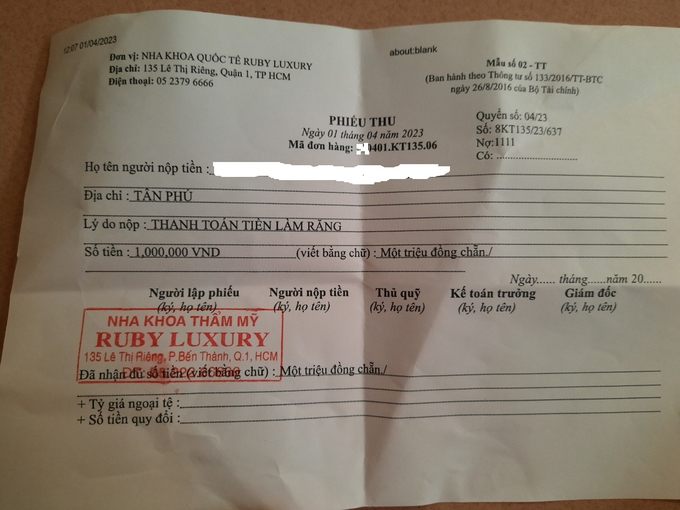 12:07 01/04/2023
about:blank
Đơn vị: NHA KHOA QUỐC TẾ RUBY LUXURY
Địa chỉ: 135 Lê Thị Riêng, Quận 1, TP HCM
Điện thoại: 05 2379 6666
Mẫu số 02 - TT
(Ban hành theo Thông tư số 133/2016/TT-BTC
ngày 26/8/2016 của Bộ Tài chính)
PHIẾU THU
Ngày 01 tháng 04 năm 2023
Mã đơn hàng: 0401.KT135.06
Quyển số: 04/23
Số: 8KT135/23/637
Nợ:1111
Có: ............................
Họ tên người nộp tiền :
Địa chỉ : TÂN PHÚ
Lý do nộp : THANH TOÁN TIỀN LÀM RĂNG
Số tiền : 1,000,000 VND (viết bằng chữ) : Một triệu đồng chẵn./
Ngày...... tháng......năm 20......
Người lập phiếu Người nộp tiền Thủ quỹ Kế toán trưởng Giám đốc
(ký, họ tên) (ký, họ tên) (ký, họ tên) (ký, họ tên) (ký, họ tên)
NHA KHOA THẨM MỸ
RUBY LUXURY
135 Lê Thị Riêng, P.Bến Thành, Q.1, HCM
Đã nhận đủ số tiền (viết bằng chữ) : Một triệu đồng chẵn./
+ Tỷ giá ngoại tệ :
+ Số tiền quy đổi :